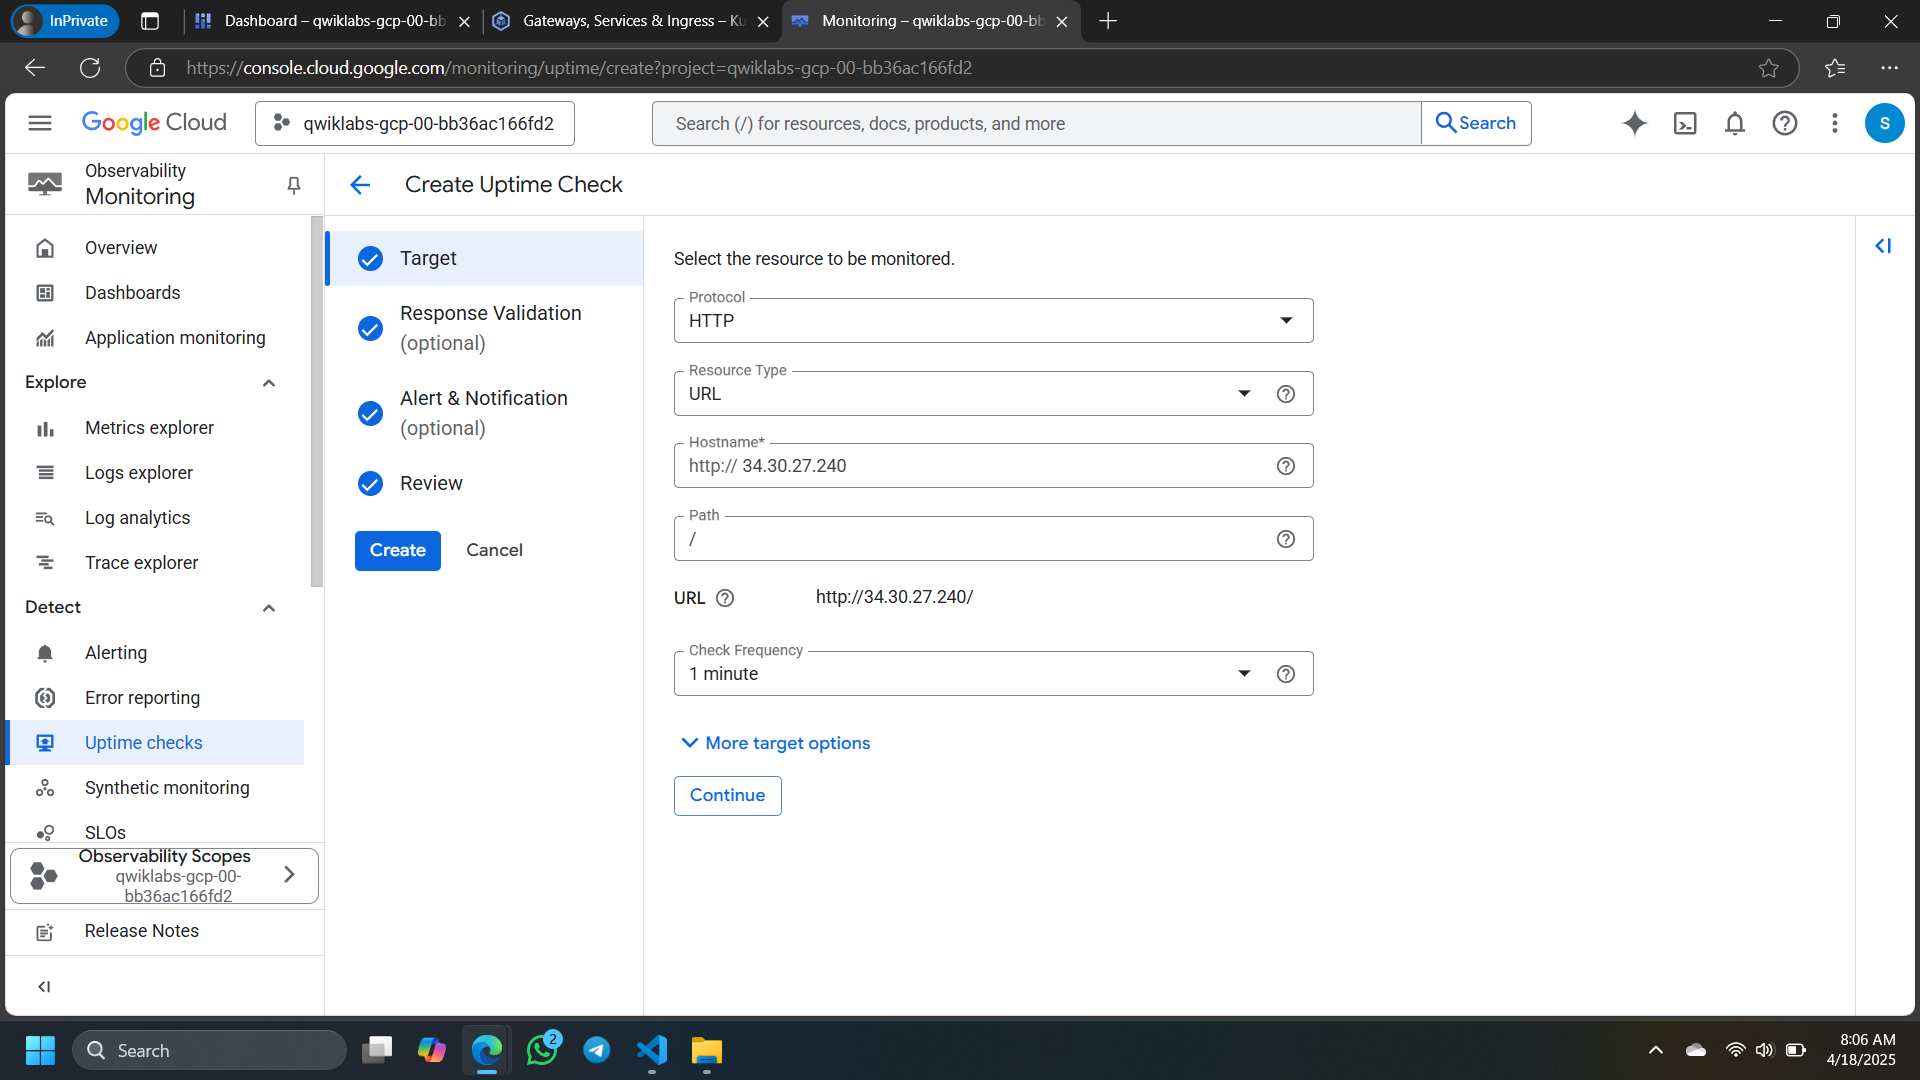 InPrivate
Dashboard – qwiklabs-gcp-00-bb
Gateways, Services & Ingress – Ku
Monitoring – qwiklabs-gcp-00-bb
https://console.cloud.google.com/monitoring/uptime/create?project=qwiklabs-gcp-00-bb36ac166fd2
Google Cloud
qwiklabs-gcp-00-bb36ac166fd2
Search (/) for resources, docs, products, and more
Search
S
Observability
Monitoring
Create Uptime Check
Overview
Dashboards
Application monitoring
Explore
Metrics explorer
Logs explorer
Log analytics
Trace explorer
Detect
Alerting
Error reporting
Uptime checks
Synthetic monitoring
SLOs
Observability Scopes
qwiklabs-gcp-00-
bb36ac166fd2
Release Notes
Target
Response Validation
(optional)
Alert & Notification
(optional)
Review
Create
Cancel
Select the resource to be monitored.
Protocol
HTTP
Resource Type
URL
Hostname*
http:// 34.30.27.240
Path
/
URL
http://34.30.27.240/
Check Frequency
1 minute
More target options
Continue
Search
2
8:06 AM
4/18/2025